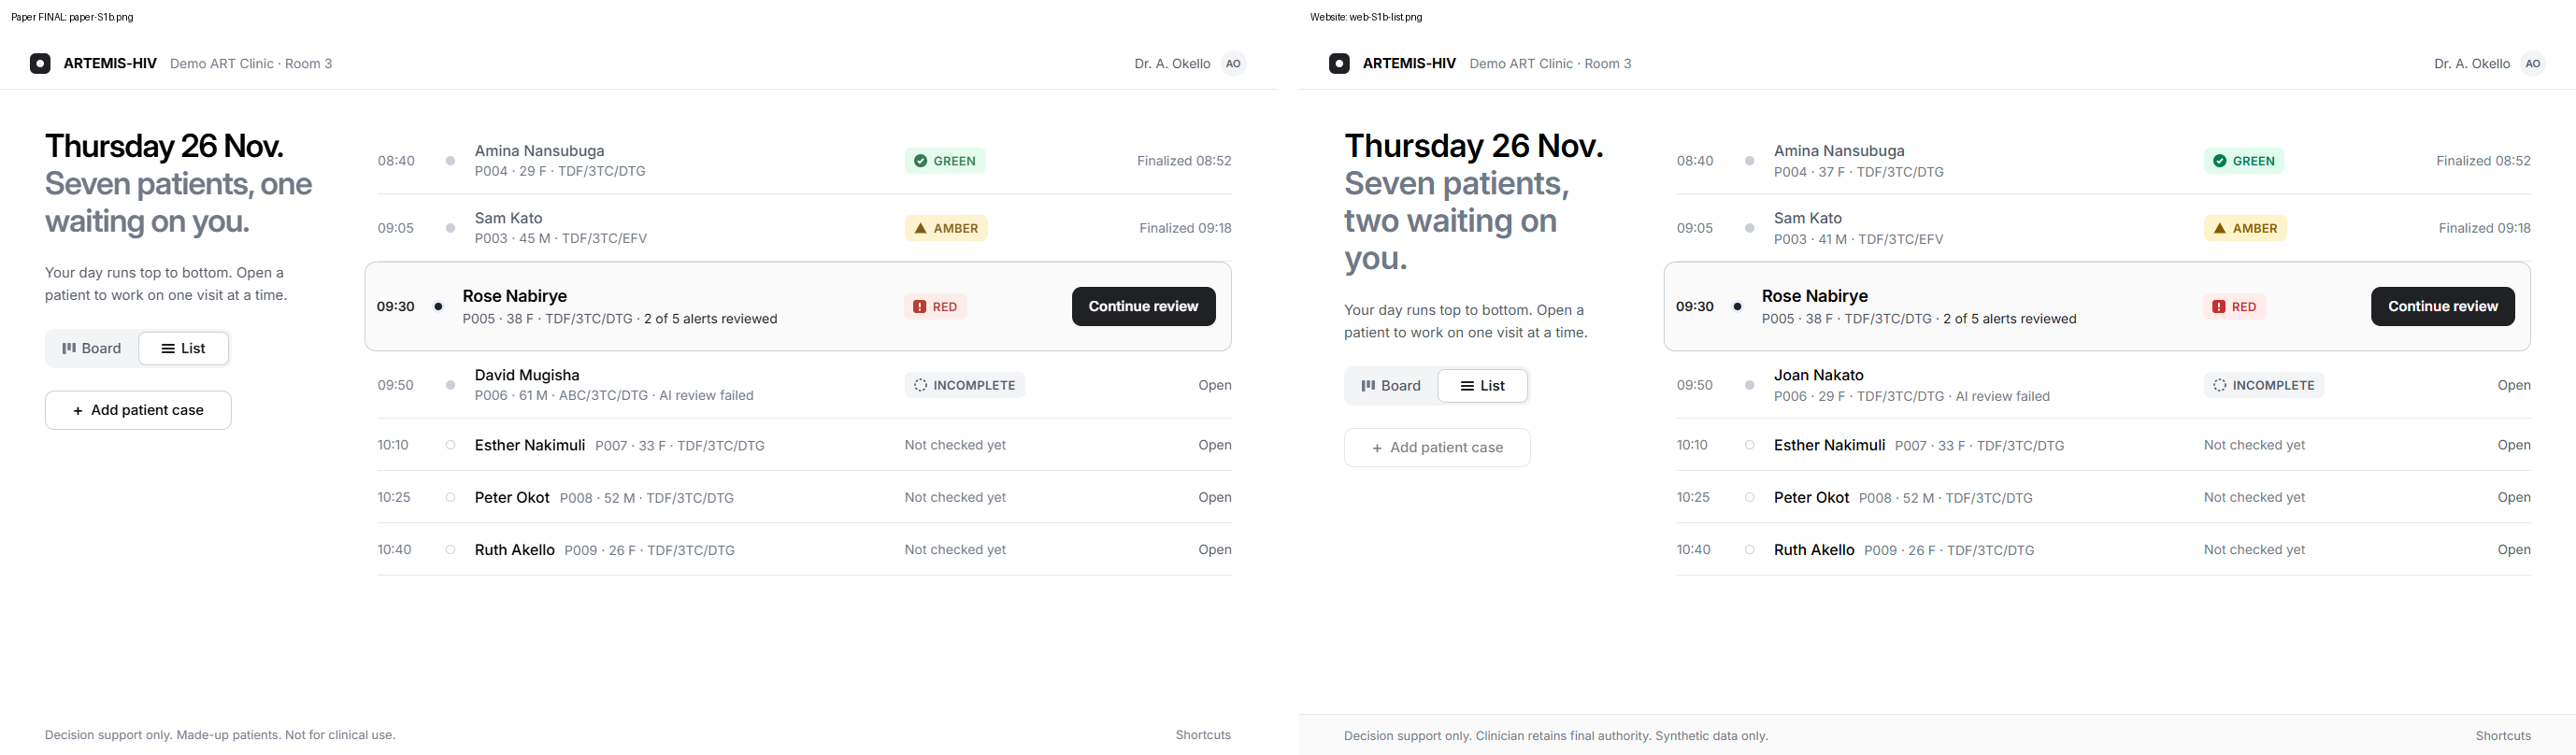 Paper FINAL: paper-S1b.png
ARTEMIS-HIV Demo ART Clinic · Room 3
Dr. A. Okello AO
Thursday 26 Nov.
Seven patients, one
waiting on you.
Your day runs top to bottom. Open a
patient to work on one visit at a time.
Board List
+ Add patient case
08:40 Amina Nansubuga GREEN Finalized 08:52
P004 · 29 F · TDF/3TC/DTG
09:05 Sam Kato AMBER Finalized 09:18
P003 · 45 M · TDF/3TC/EFV
09:30 Rose Nabirye RED Continue review
P005 · 38 F · TDF/3TC/DTG · 2 of 5 alerts reviewed
09:50 David Mugisha INCOMPLETE Open
P006 · 61 M · ABC/3TC/DTG · AI review failed
10:10 Esther Nakimuli P007 · 33 F · TDF/3TC/DTG Not checked yet Open
10:25 Peter Okot P008 · 52 M · TDF/3TC/DTG Not checked yet Open
10:40 Ruth Akello P009 · 26 F · TDF/3TC/DTG Not checked yet Open
Decision support only. Made-up patients. Not for clinical use.
Shortcuts
Website: web-S1b-list.png
ARTEMIS-HIV Demo ART Clinic · Room 3
Dr. A. Okello AO
Thursday 26 Nov.
Seven patients,
two waiting on
you.
Your day runs top to bottom. Open a
patient to work on one visit at a time.
Board List
+ Add patient case
08:40 Amina Nansubuga GREEN Finalized 08:52
P004 · 37 F · TDF/3TC/DTG
09:05 Sam Kato AMBER Finalized 09:18
P003 · 41 M · TDF/3TC/EFV
09:30 Rose Nabirye RED Continue review
P005 · 38 F · TDF/3TC/DTG · 2 of 5 alerts reviewed
09:50 Joan Nakato INCOMPLETE Open
P006 · 29 F · TDF/3TC/DTG · AI review failed
10:10 Esther Nakimuli P007 · 33 F · TDF/3TC/DTG Not checked yet Open
10:25 Peter Okot P008 · 52 M · TDF/3TC/DTG Not checked yet Open
10:40 Ruth Akello P009 · 26 F · TDF/3TC/DTG Not checked yet Open
Decision support only. Clinician retains final authority. Synthetic data only.
Shortcuts